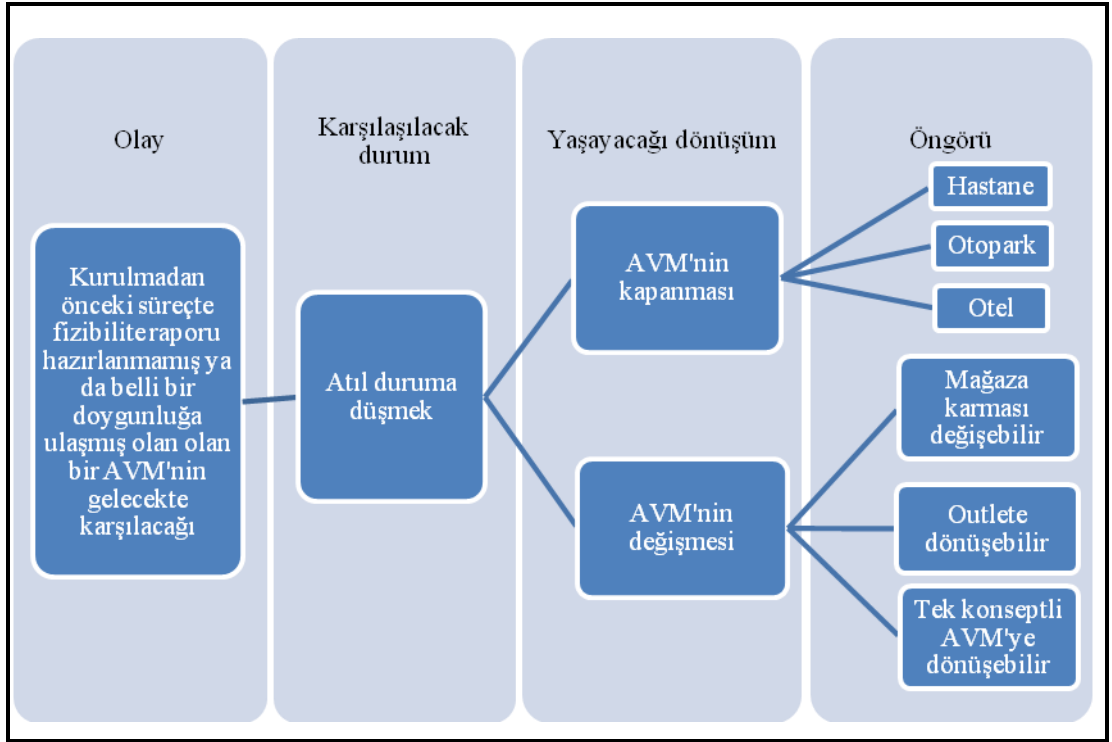 Olay
Karşılaşılacak
durum
Yaşayacağı dönüşüm
Öngörü
Kurulmadan
önceki süreçte
fizibilite raporu
hazırlanmamış ya
da belli bir
doygunluğa
ulaşmış olan olan
bir AVM'nin
gelecekte
karşılacağı
Atıl duruma
düşmek
AVM'nin
kapanması
AVM'nin
değişmesi
Hastane
Otopark
Otel
Mağaza
karması
değişebilir
Outlete
dönüşebilir
Tek konseptli
AVM'ye
dönüşebilir